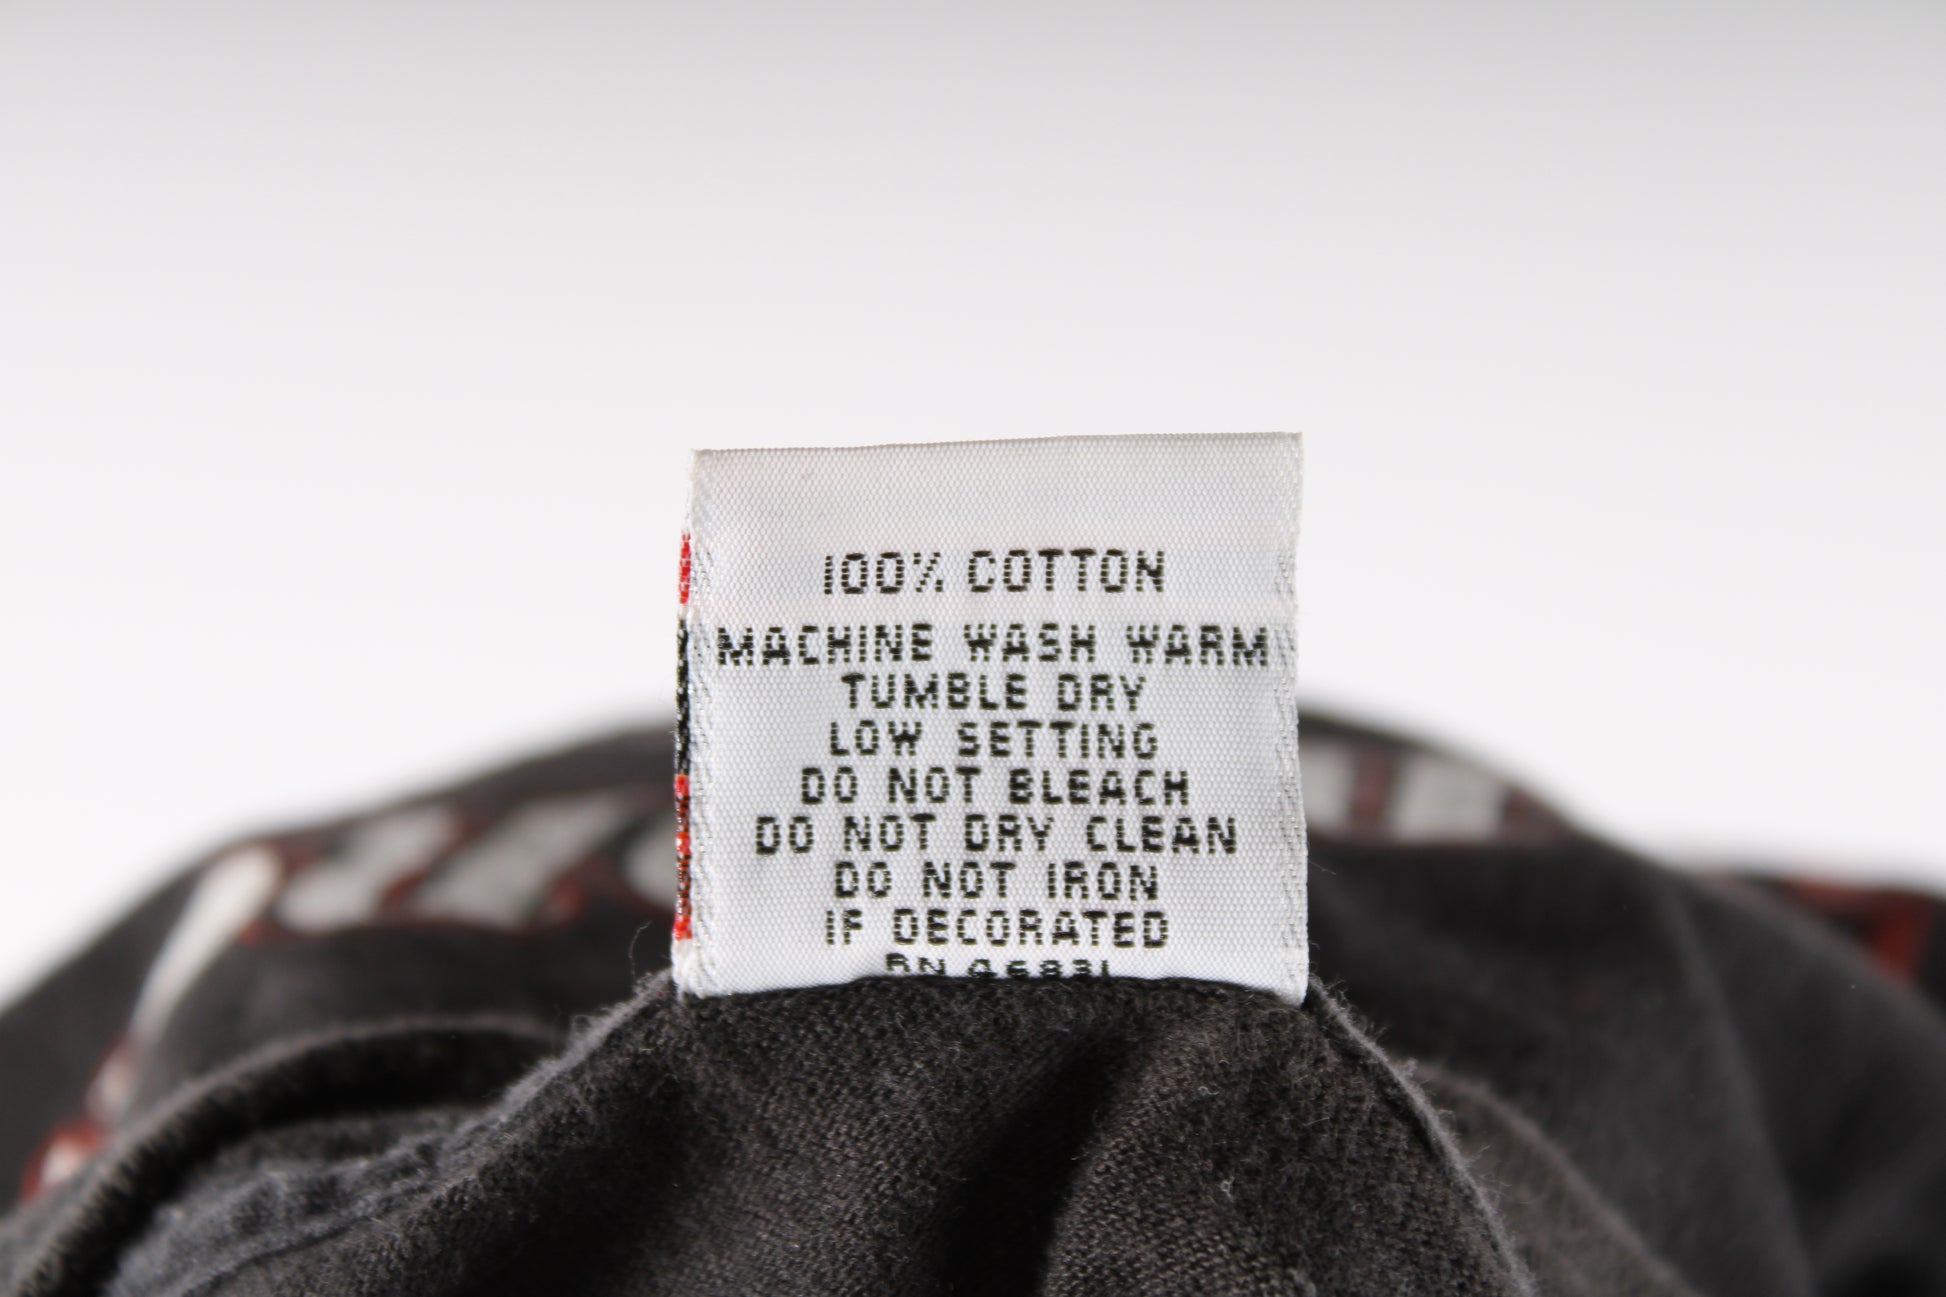 100% COTTON
MACHINE WASH WARM
TUMBLE DRY
LOW SETTING
DO NOT BLEACH
DO NOT DRY CLEAN
DO NOT IRON
IF DECORATED
RN